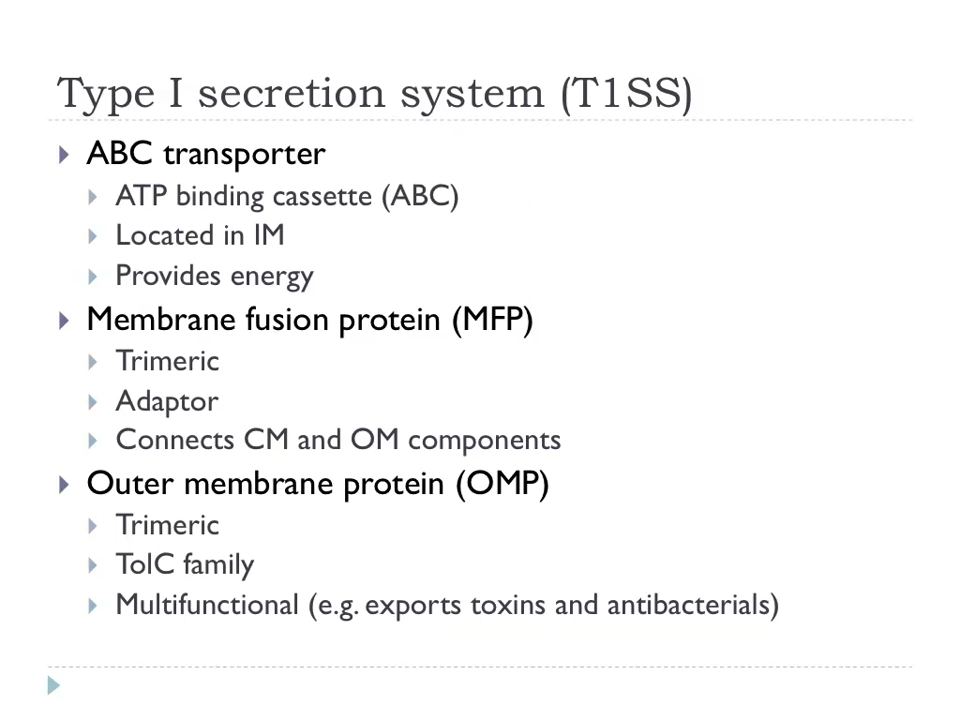 Type I secretion system (T1SS)
ABC transporter
ATP binding cassette (ABC)
Located in IM
Provides energy
Membrane fusion protein (MFP)
Trimeric
Adaptor
Connects CM and OM components
Outer membrane protein (OMP)
Trimeric
TolC family
Multifunctional (e.g. exports toxins and antibacterials)